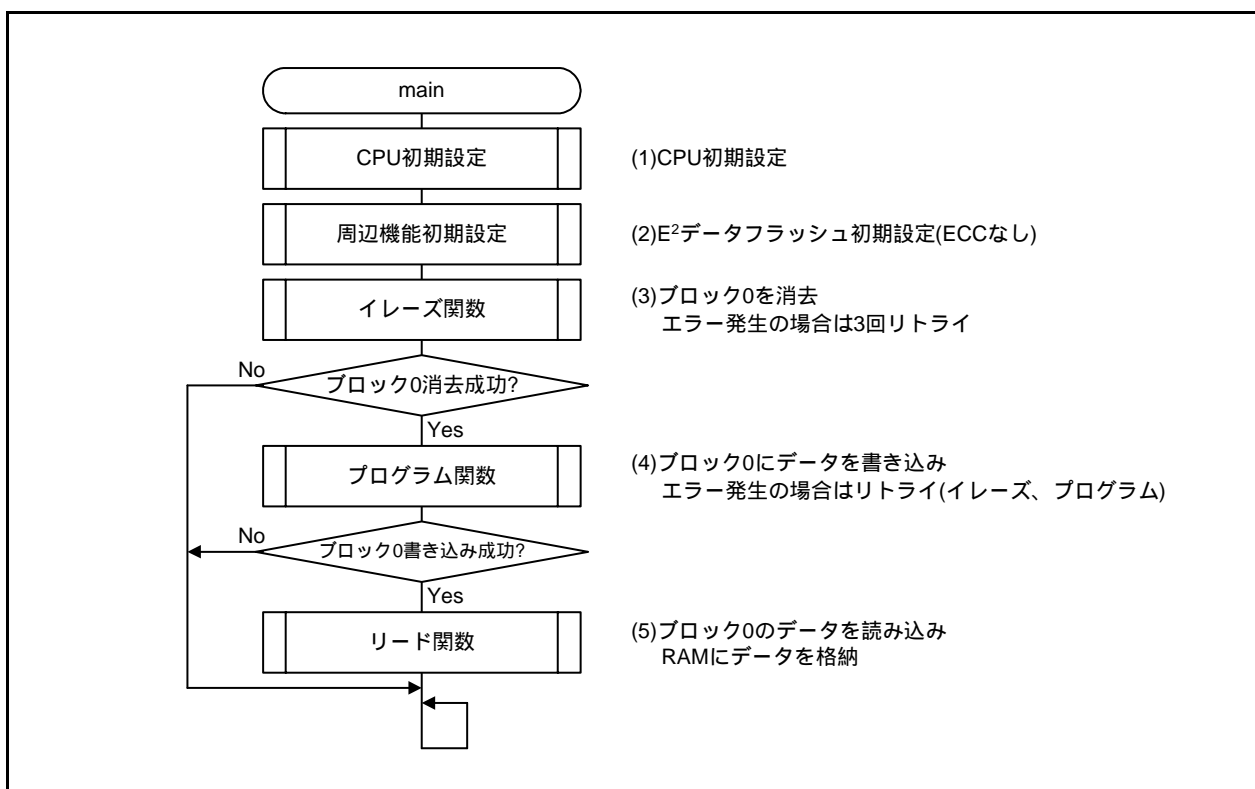 main
CPU初期設定
(1)CPU初期設定
周辺機能初期設定
(2)E²データフラッシュ初期設定(ECCなし)
イレーズ関数
(3)ブロック0を消去
エラー発生の場合は3回リトライ
No
ブロック0消去成功?
Yes
プログラム関数
(4)ブロック0にデータを書き込み
エラー発生の場合はリトライ(イレーズ、プログラム)
No
ブロック0書き込み成功?
Yes
リード関数
(5)ブロック0のデータを読み込み
RAMにデータを格納